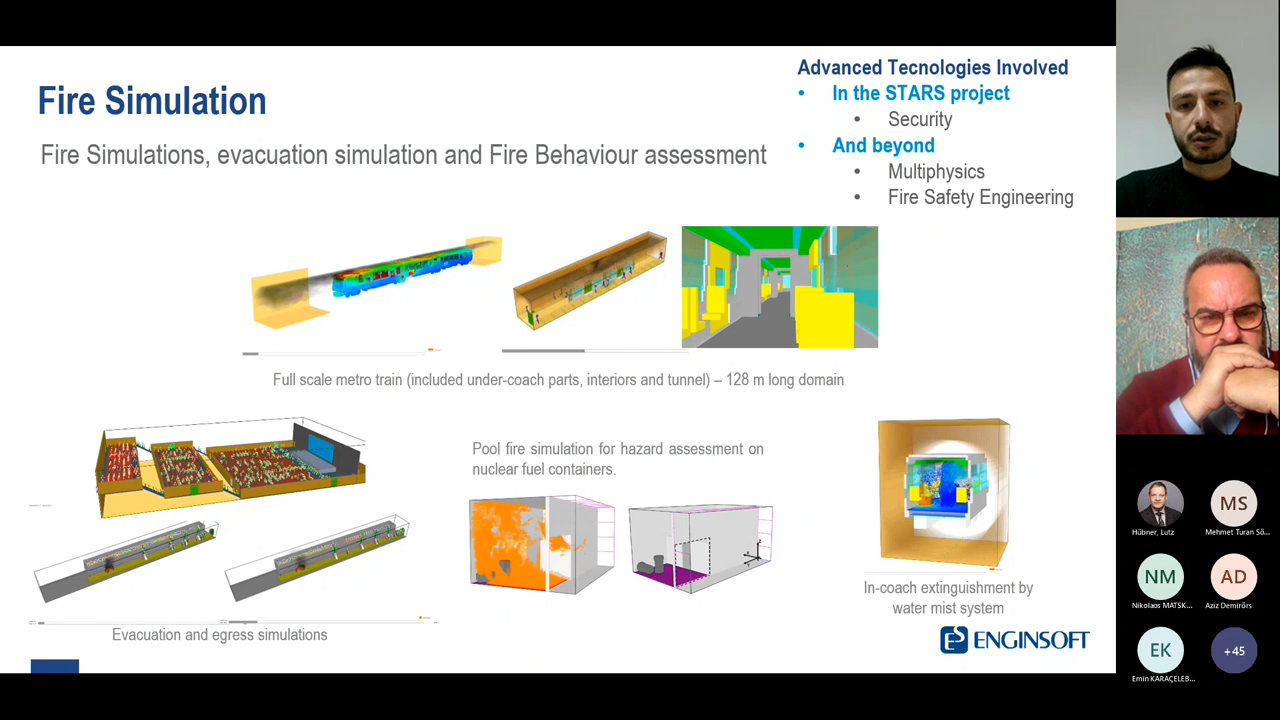 Fire Simulation
Fire Simulations, evacuation simulation and Fire Behaviour assessment
Advanced Tecnologies Involved
• In the STARS project
• Security
• And beyond
• Multiphysics
• Fire Safety Engineering
Full scale metro train (included under-coach parts, interiors and tunnel) – 128 m long domain
Pool fire simulation for hazard assessment on
nuclear fuel containers.
Evacuation and egress simulations
In-coach extinguishment by
water mist system
ENGINSOFT
Hübner, Lutz
MS
Mehmet Turan Sö...
NM
Nikolaos MATSK...
AD
Aziz Demirörs
EK
Emin KARAÇELEB...
+45